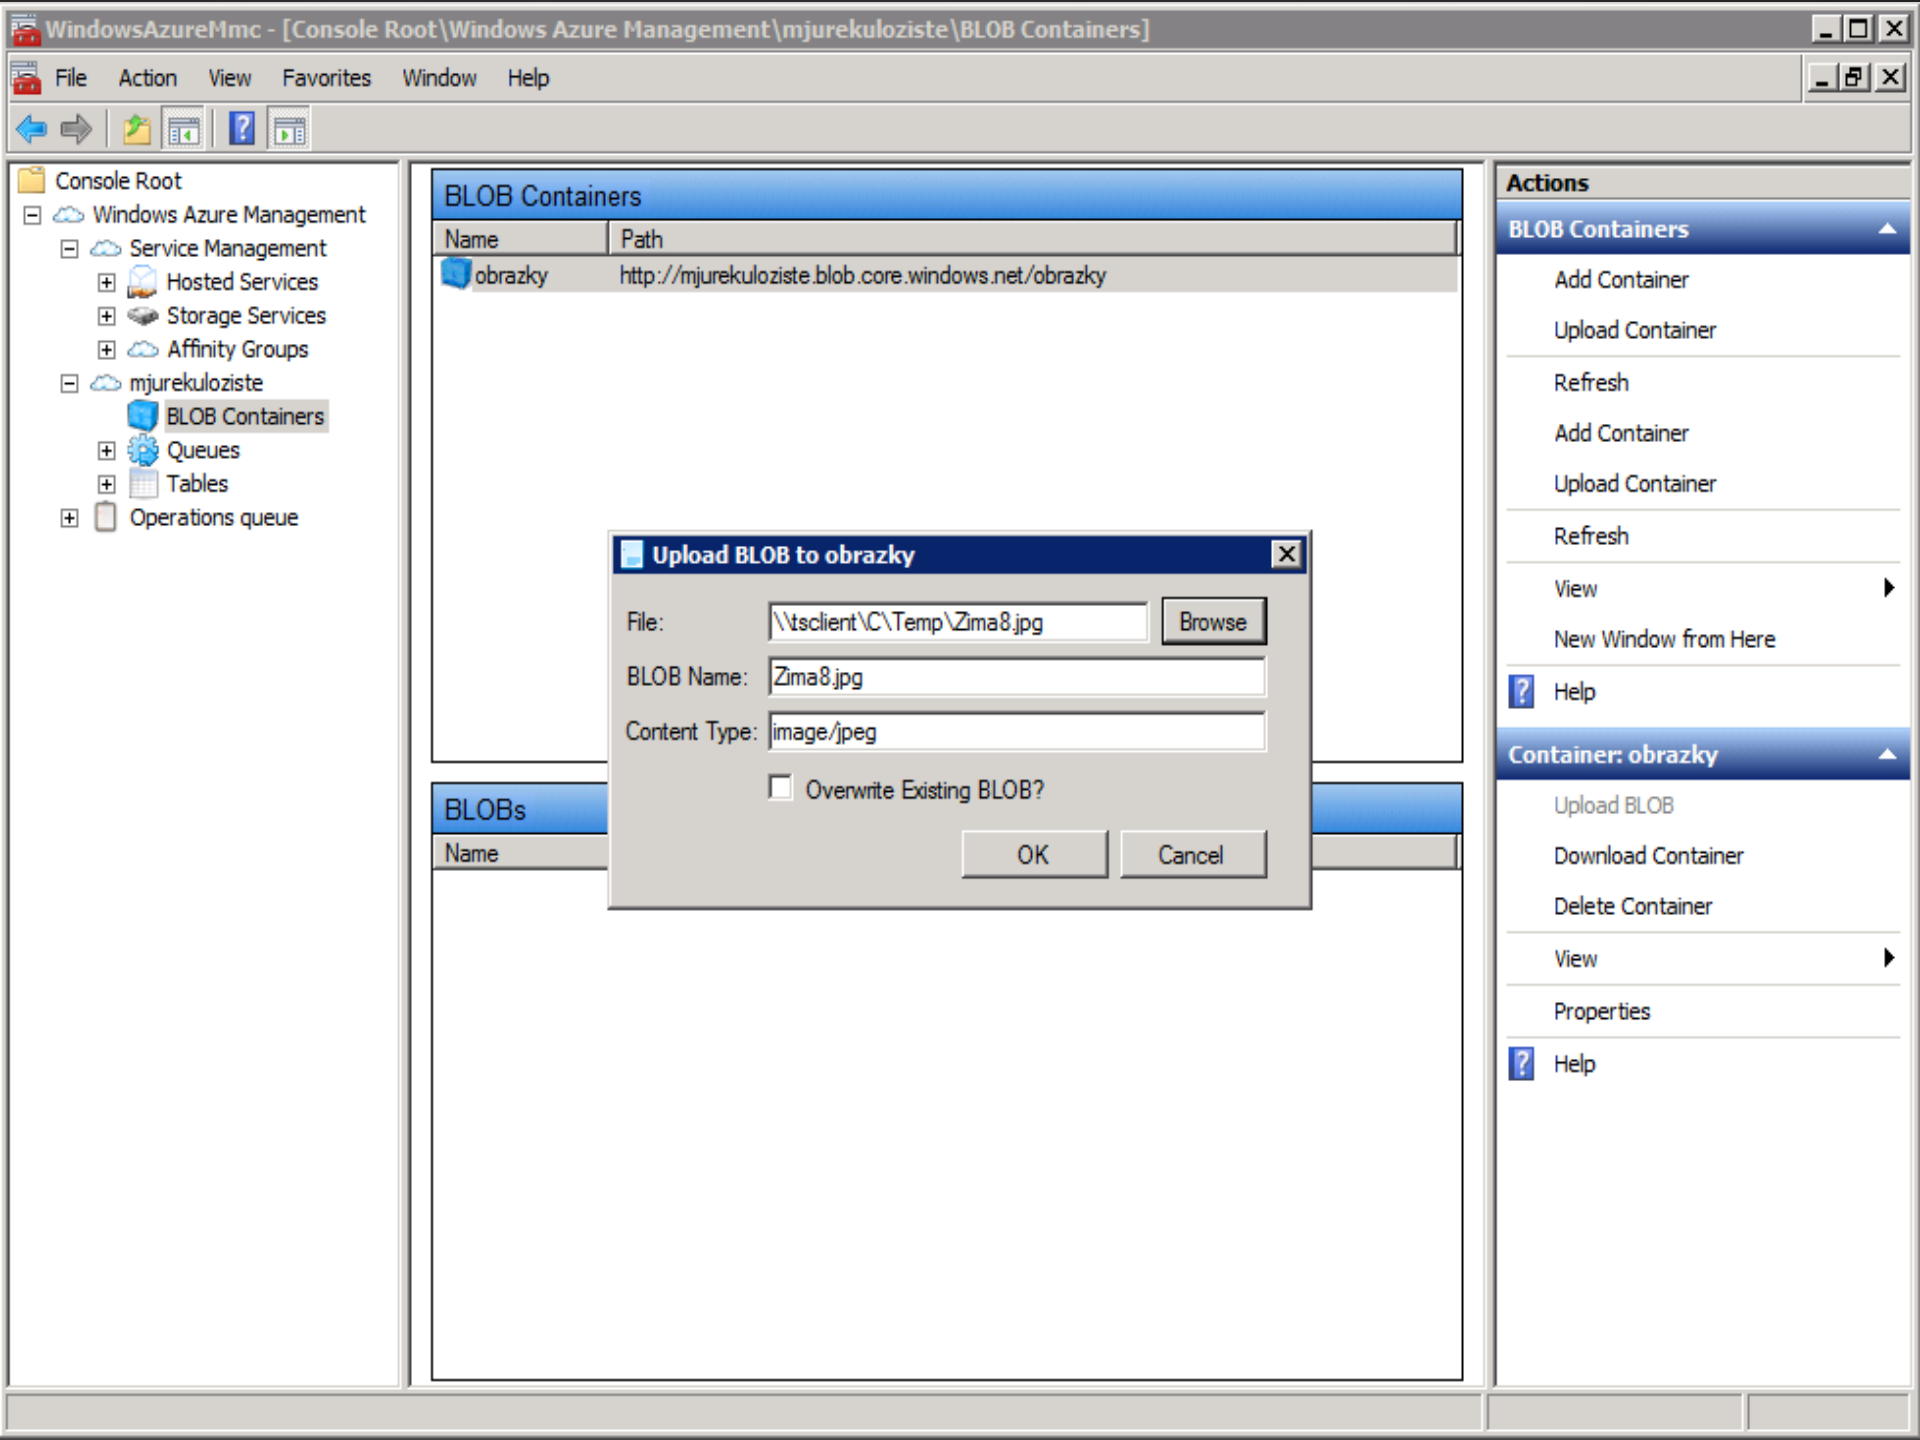 WindowsAzureMmc - [Console Root\Windows Azure Management\mjurekuloziste\BLOB Containers]
File Action View Favorites Window Help
Console Root
Windows Azure Management
Service Management
Hosted Services
Storage Services
Affinity Groups
mjurekuloziste
BLOB Containers
Queues
Tables
Operations queue
BLOB Containers
Name Path
obrazky http://mjurekuloziste.blob.core.windows.net/obrazky
Upload BLOB to obrazky
File: \\tsclient\C\Temp\Zima8.jpg Browse
BLOB Name: Zima8.jpg
Content Type: image/jpeg
Overwrite Existing BLOB?
OK Cancel
BLOBs
Name
Actions
BLOB Containers
Add Container
Upload Container
Refresh
Add Container
Upload Container
Refresh
View
New Window from Here
Help
Container: obrazky
Upload BLOB
Download Container
Delete Container
View
Properties
Help